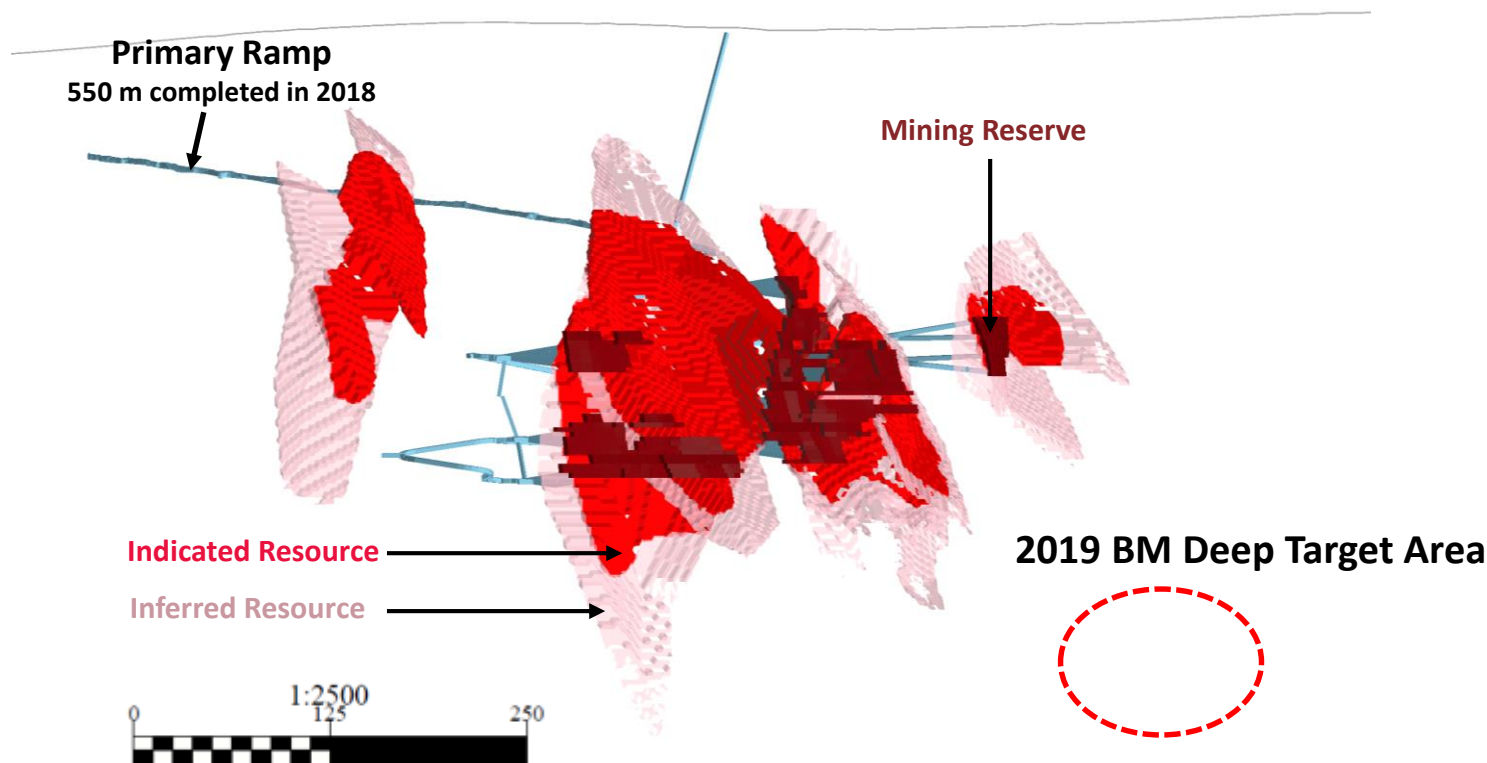 Primary Ramp
550 m completed in 2018
Mining Reserve
Indicated Resource
2019 BM Deep Target Area
Inferred Resource
1:2500
0 125 250